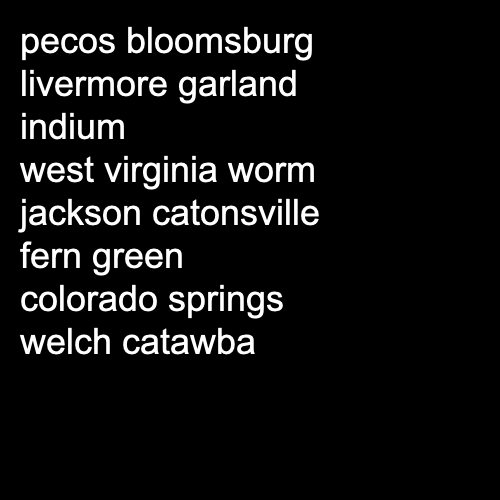 pecos bloomsburg
livermore garland
indium
west virginia worm
jackson catonsville
fern green
colorado springs
welch catawba